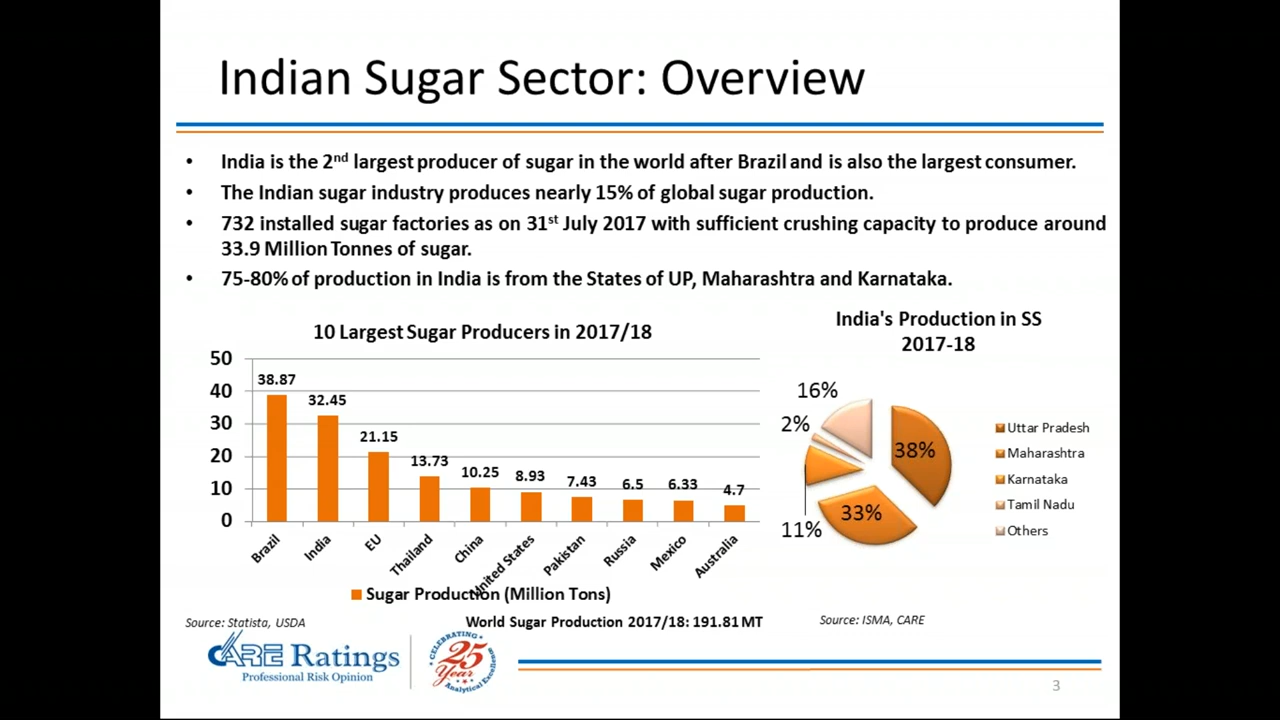 Indian Sugar Sector: Overview
• India is the 2nd largest producer of sugar in the world after Brazil and is also the largest consumer.
• The Indian sugar industry produces nearly 15% of global sugar production.
• 732 installed sugar factories as on 31st July 2017 with sufficient crushing capacity to produce around
33.9 Million Tonnes of sugar.
• 75-80% of production in India is from the States of UP, Maharashtra and Karnataka.
10 Largest Sugar Producers in 2017/18
50
40
30
20
10
0
38.87
32.45
21.15
13.73
10.25
8.93
7.43
6.5
6.33
4.7
Brazil
India
EU
Thailand
China
United States
Pakistan
Russia
Mexico
Australia
Sugar Production (Million Tons)
India's Production in SS
2017-18
16%
2%
38%
33%
11%
Uttar Pradesh
Maharashtra
Karnataka
Tamil Nadu
Others
Source: Statista, USDA
World Sugar Production 2017/18: 191.81 MT
Source: ISMA, CARE
CARE Ratings
Professional Risk Opinion
CELEBRATING
25
Year
Analytical Excellence
3